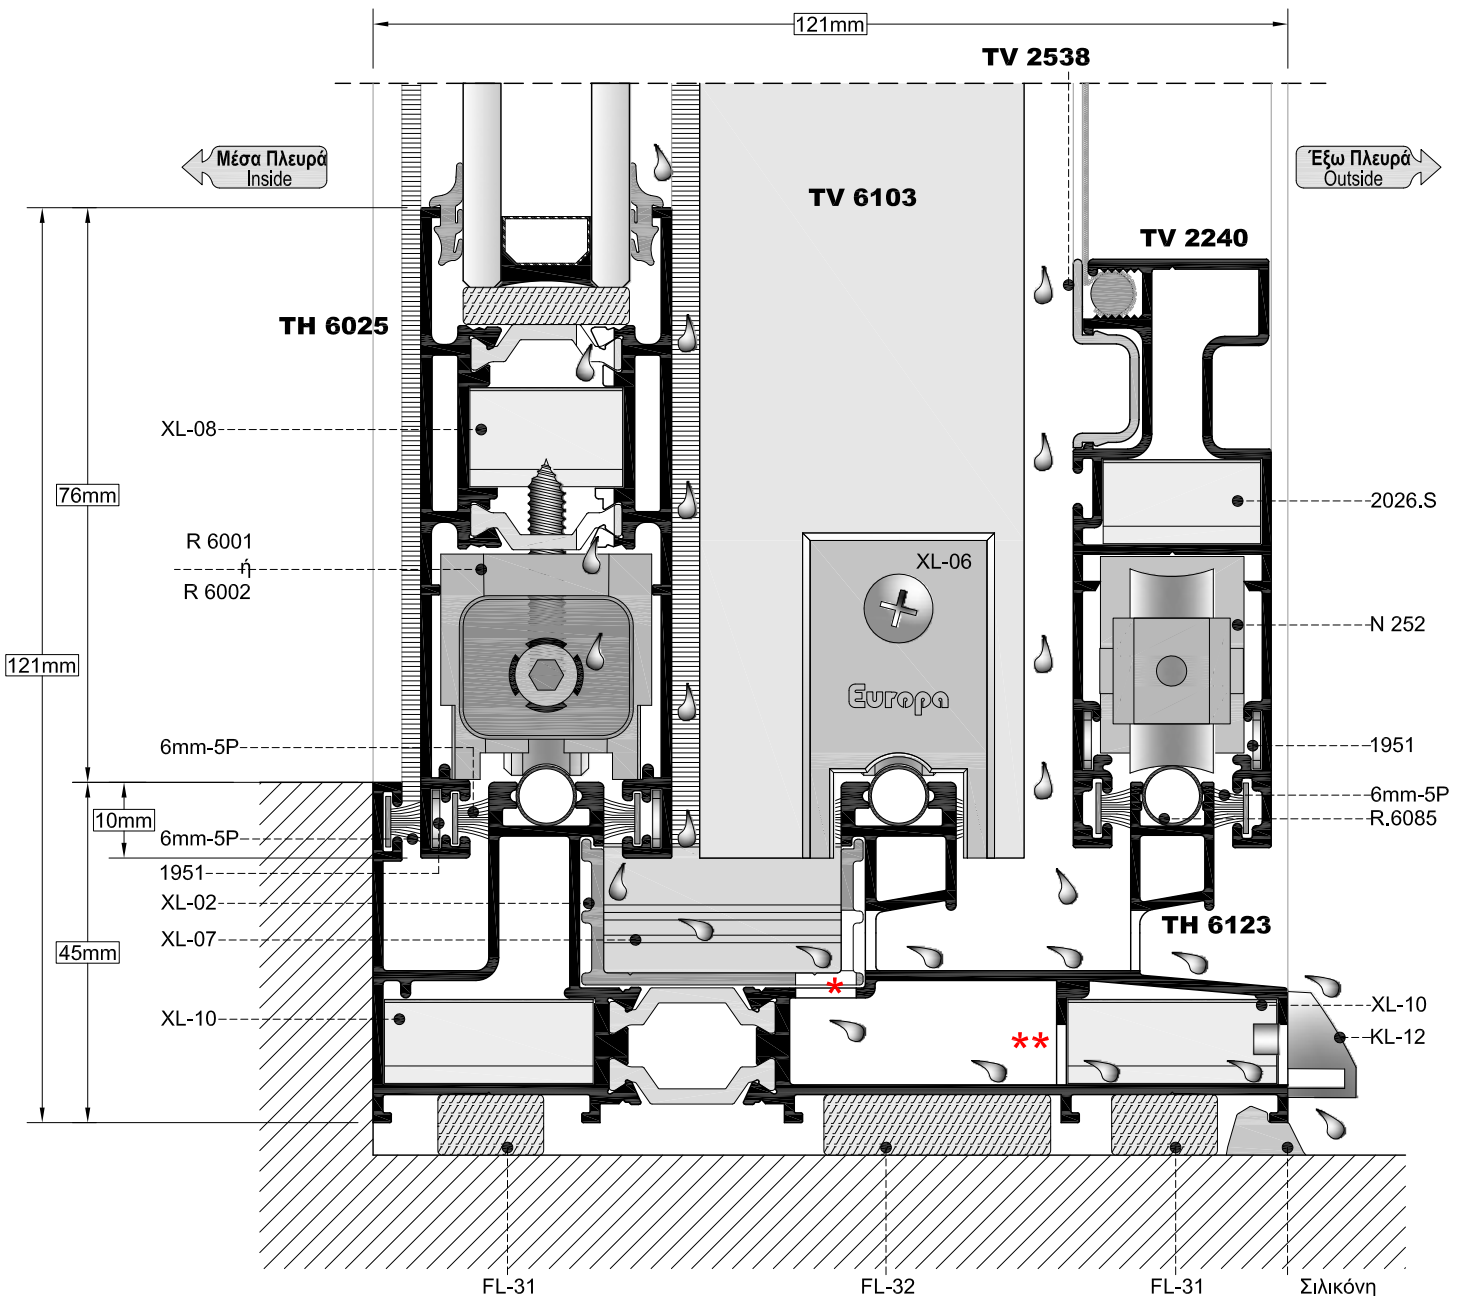 121mm
TV 2538
Μέσα Πλευρά
Inside
Έξω Πλευρά
Outside
TV 6103
TV 2240
TH 6025
XL-08
76mm
2026.S
R 6001
ή
R 6002
XL-06
N 252
121mm
Europa
6mm-5P
1951
10mm
6mm-5P
6mm-5P
R.6085
1951
XL-02
TH 6123
XL-07
45mm
*
XL-10
XL-10
**
KL-12
FL-31
FL-32
FL-31
Σιλικόνη